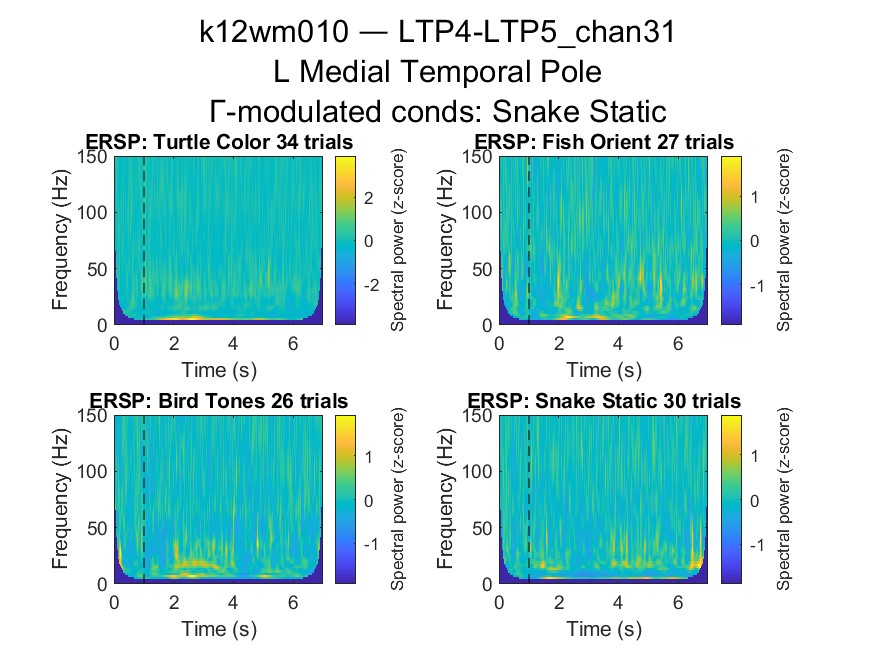 k12wm010 — LTP4-LTP5_chan31
L Medial Temporal Pole
Γ-modulated conds: Snake Static
ERSP: Turtle Color 34 trials
150
100
50
0
Frequency (Hz)
0 2 4 6
Time (s)
2
0
-2
Spectral power (z-score)
ERSP: Fish Orient 27 trials
150
100
50
0
Frequency (Hz)
0 2 4 6
Time (s)
1
0
-1
Spectral power (z-score)
ERSP: Bird Tones 26 trials
150
100
50
0
Frequency (Hz)
0 2 4 6
Time (s)
1
0
-1
Spectral power (z-score)
ERSP: Snake Static 30 trials
150
100
50
0
Frequency (Hz)
0 2 4 6
Time (s)
1
0
-1
Spectral power (z-score)